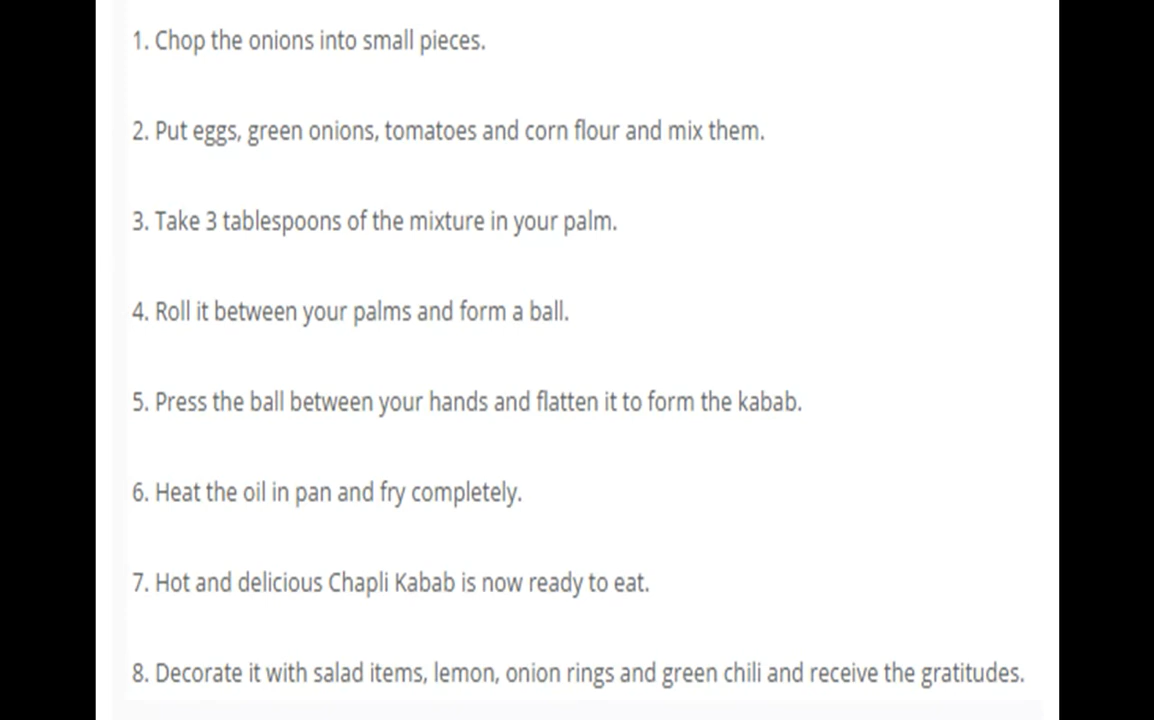 1. Chop the onions into small pieces.
2. Put eggs, green onions, tomatoes and corn flour and mix them.
3. Take 3 tablespoons of the mixture in your palm.
4. Roll it between your palms and form a ball.
5. Press the ball between your hands and flatten it to form the kabab.
6. Heat the oil in pan and fry completely.
7. Hot and delicious Chapli Kabab is now ready to eat.
8. Decorate it with salad items, lemon, onion rings and green chili and receive the gratitudes.